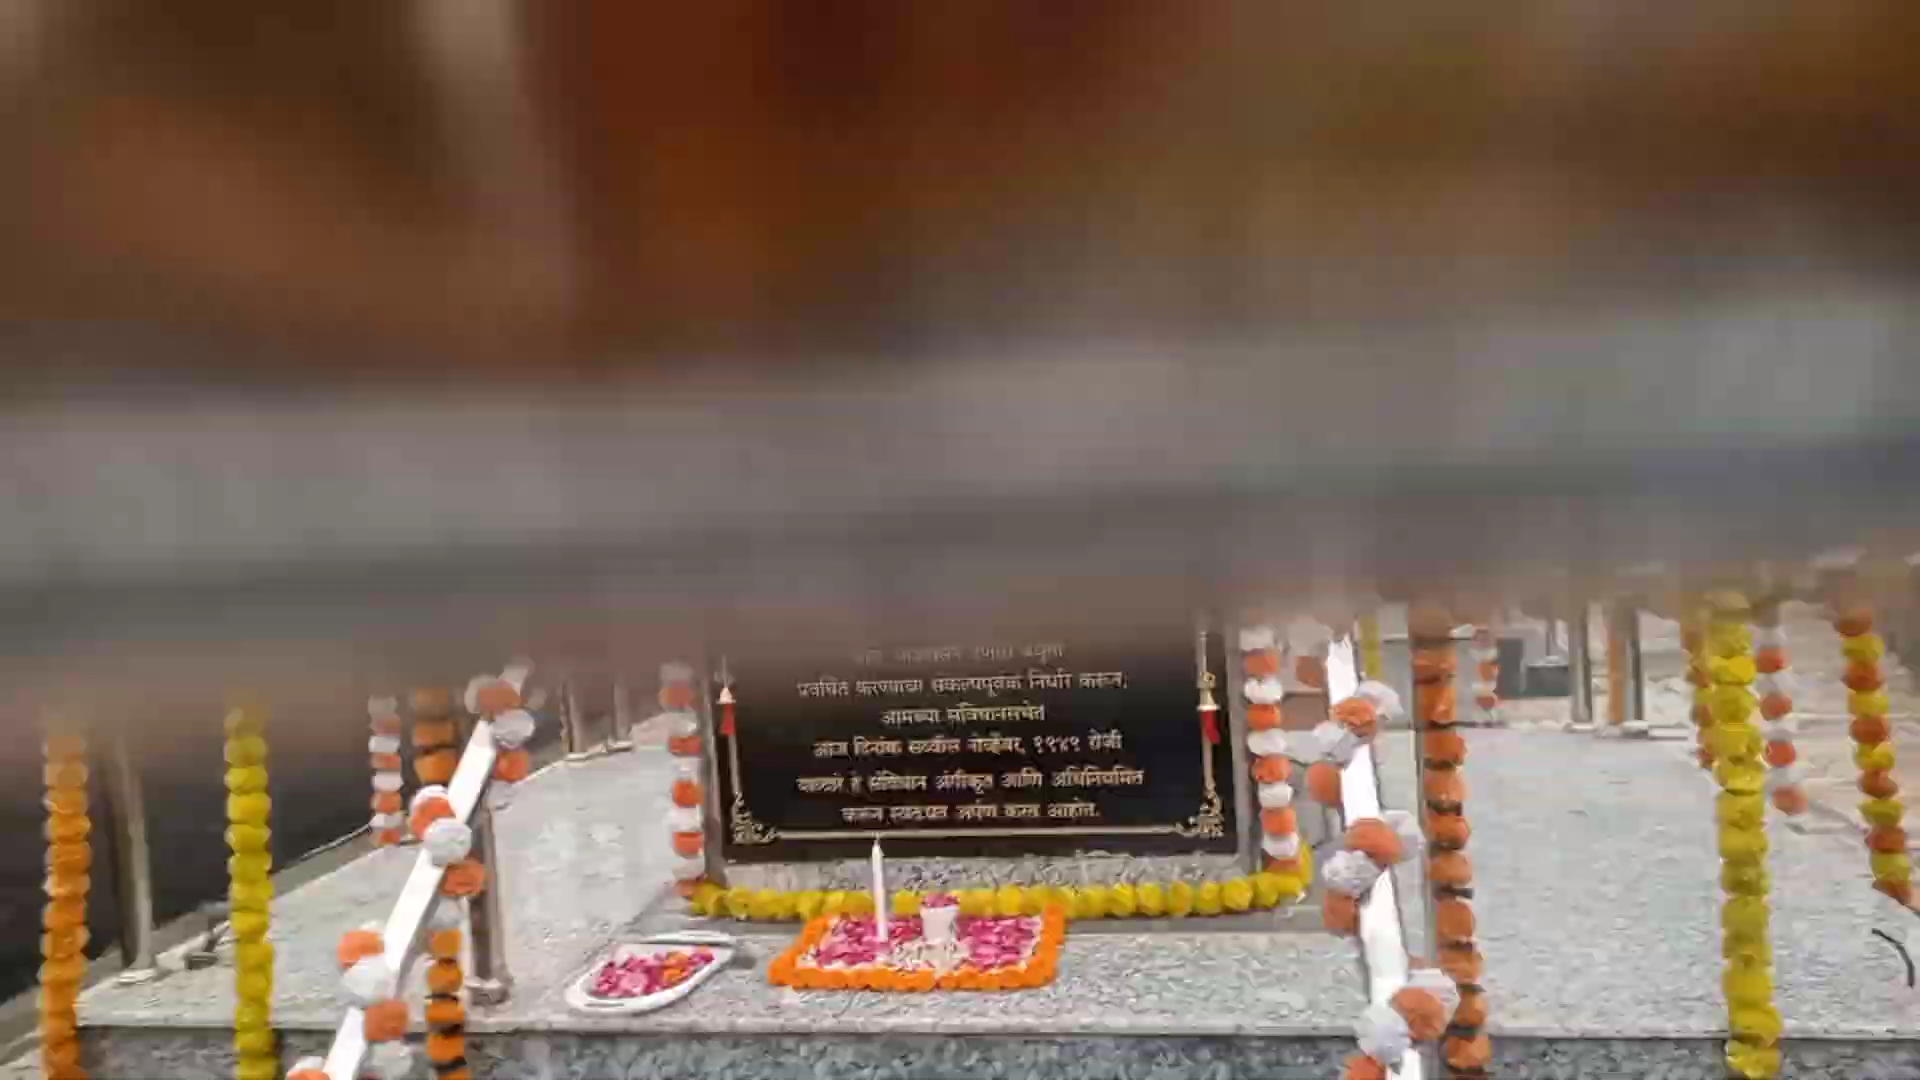 प्रवर्धित करण्याचा संकल्पपूर्वक निर्धार करून;
आमच्या संविधानसभेत
आज दिनांक सव्वीस नोव्हेंबर, १९४९ रोजी
याद्वारे हे संविधान अंगीकृत आणि अधिनियमित
करून स्वतःप्रत अर्पण करत आहोत.